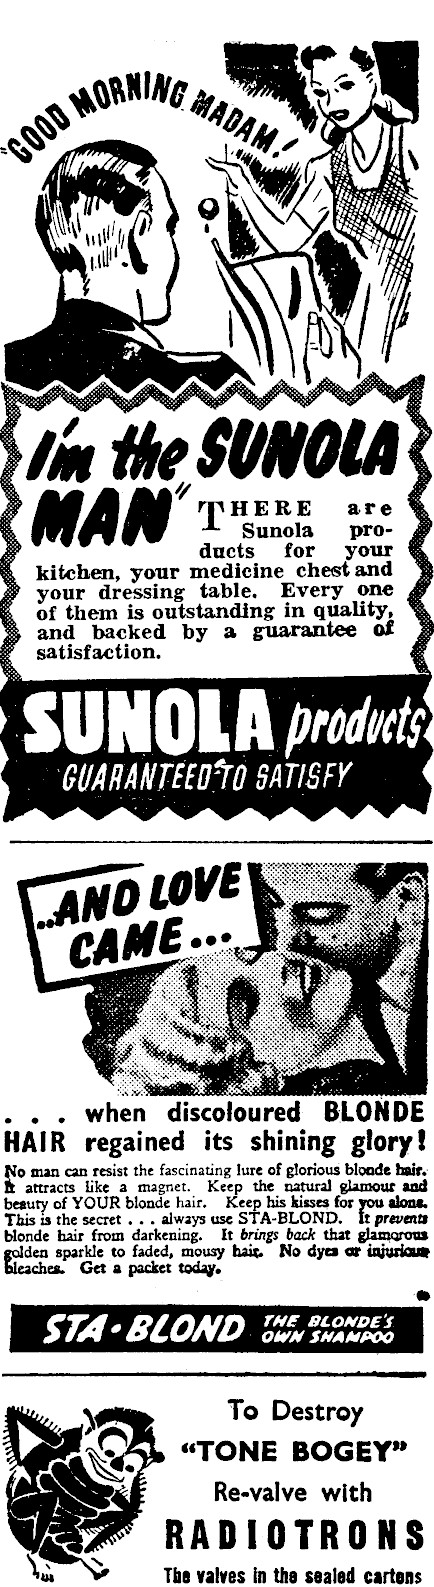 "GOOD MORNING MADAM!
I'm the SUNOLA
MAN"
THERE are
Sunola pro-
ducts for your
kitchen, your medicine chest and
your dressing table. Every one
of them is outstanding in quality,
and backed by a guarantee of
satisfaction.
SUNOLA products
GUARANTEED TO SATISFY
..AND LOVE
CAME...
. . . when discoloured BLONDE
HAIR regained its shining glory!
No man can resist the fascinating lure of glorious blonde hair.
It attracts like a magnet. Keep the natural glamour and
beauty of YOUR blonde hair. Keep his kisses for you alone.
This is the secret . . . always use STA-BLOND. It prevents
blonde hair from darkening. It brings back that glamorous
golden sparkle to faded, mousy hair. No dyes or injurious
bleaches. Get a packet today.
STA-BLOND THE BLONDE'S
OWN SHAMPOO
To Destroy
"TONE BOGEY"
Re-valve with
RADIOTRONS
The valves in the sealed cartons